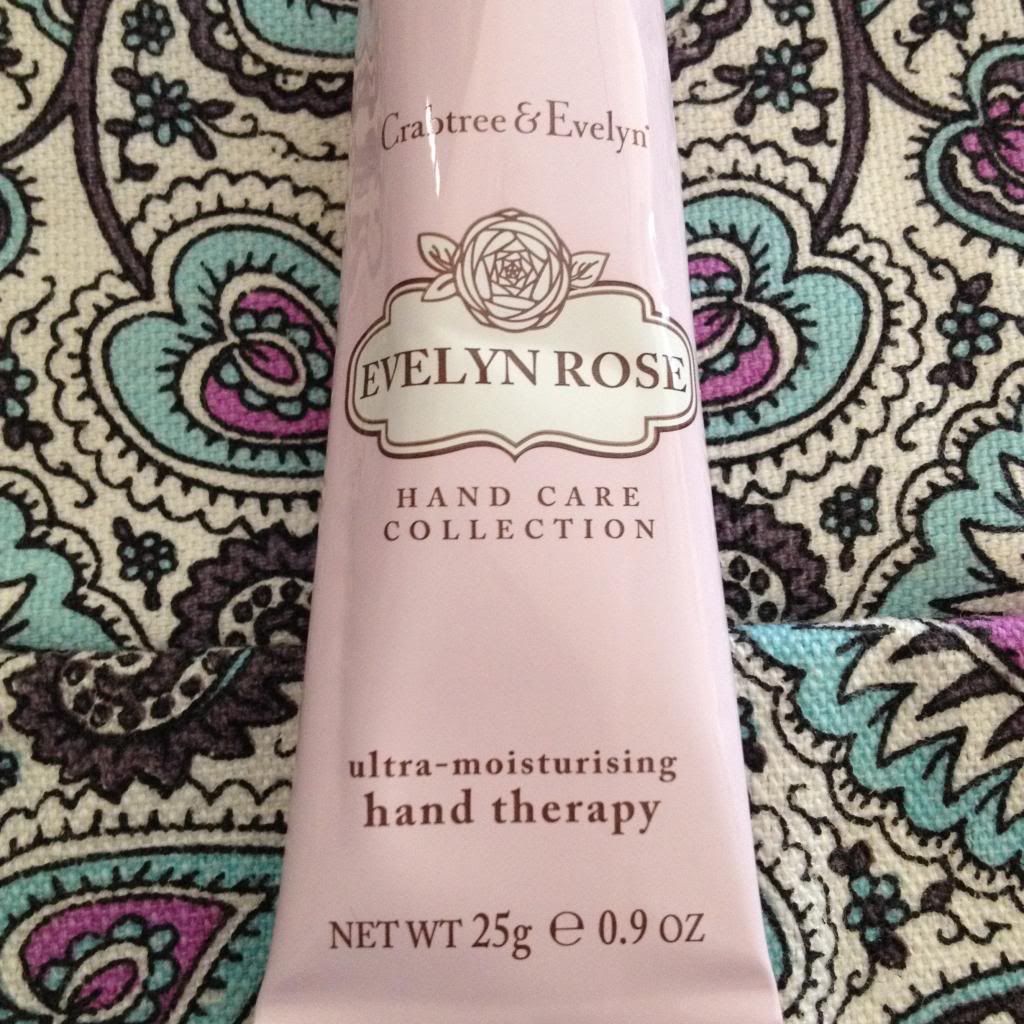 Crabtree & Evelyn
EVELYN ROSE
HAND CARE
COLLECTION
ultra-moisturising
hand therapy
NET WT 25g ℮ 0.9 OZ